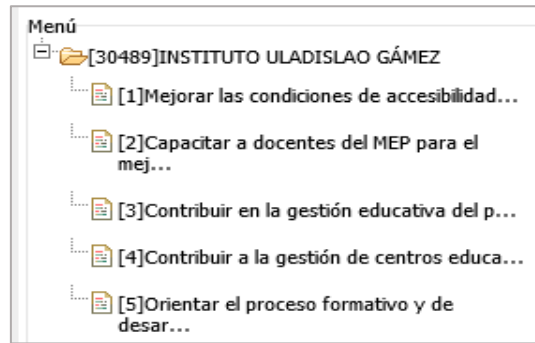 Menú
[30489]INSTITUTO ULADISLAO GÁMEZ
[1]Mejorar las condiciones de accesibilidad...
[2]Capacitar a docentes del MEP para el
mej...
[3]Contribuir en la gestión educativa del p...
[4]Contribuir a la gestión de centros educa...
[5]Orientar el proceso formativo y de
desar...